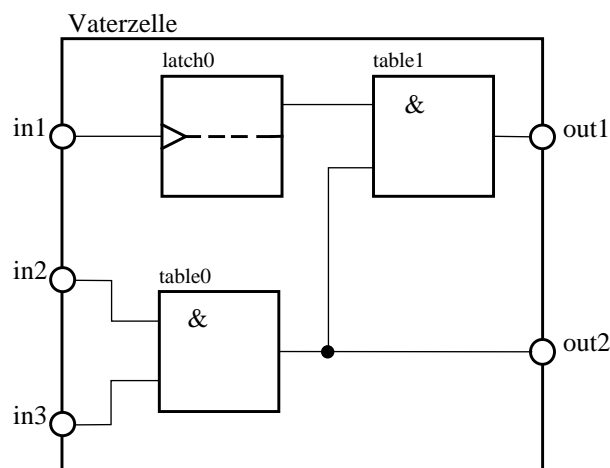 Vaterzelle
latch0
table1
&
in1
out1
in2
table0
&
out2
in3